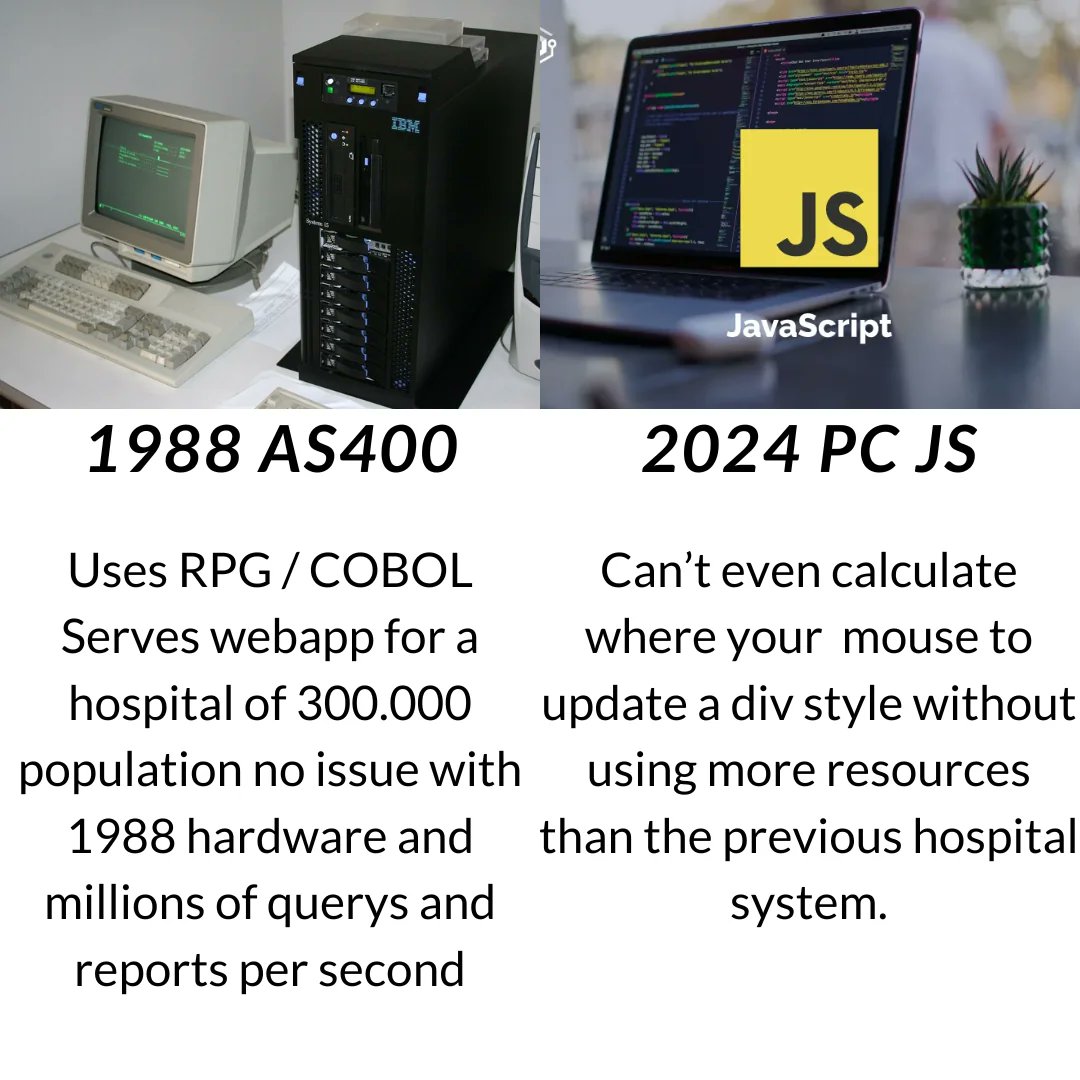 IBM
JS
JavaScript
1988 AS400
Uses RPG / COBOL
Serves webapp for a
hospital of 300.000
population no issue with
1988 hardware and
millions of querys and
reports per second
2024 PC JS
Can’t even calculate
where your  mouse to
update a div style without
using more resources
than the previous hospital
system.